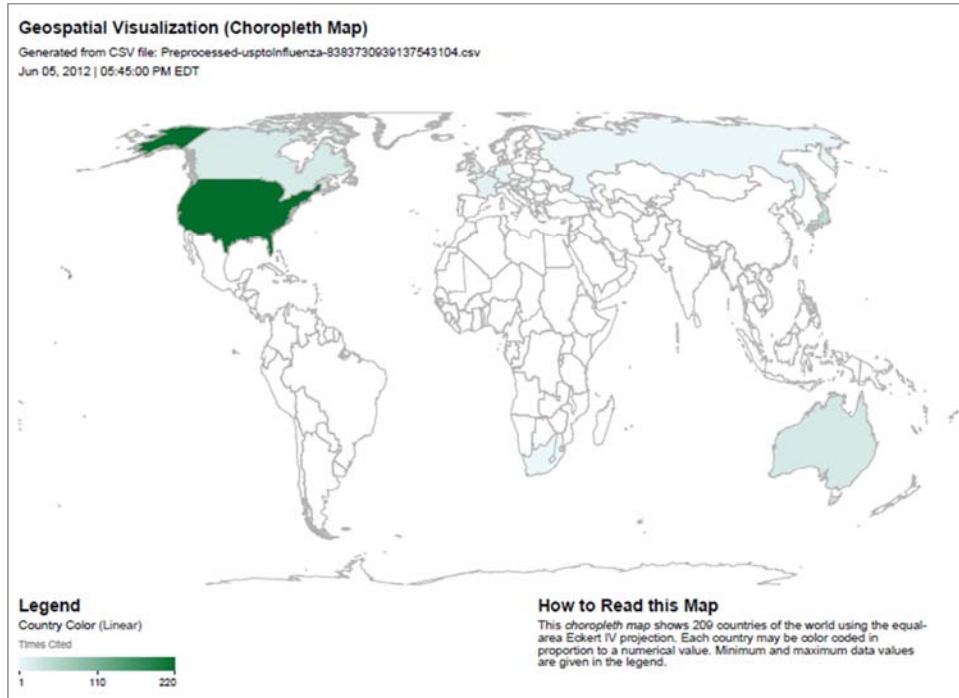 Geospatial Visualization (Choropleth Map)
Generated from CSV file: Preprocessed-usptoInfluenza-8383730939137543104.csv
Jun 05, 2012 | 05:45:00 PM EDT
Legend
Country Color (Linear)
Times Cited
1 110 220
How to Read this Map
This choropleth map shows 209 countries of the world using the equal-
area Eckert IV projection. Each country may be color coded in
proportion to a numerical value. Minimum and maximum data values
are given in the legend.